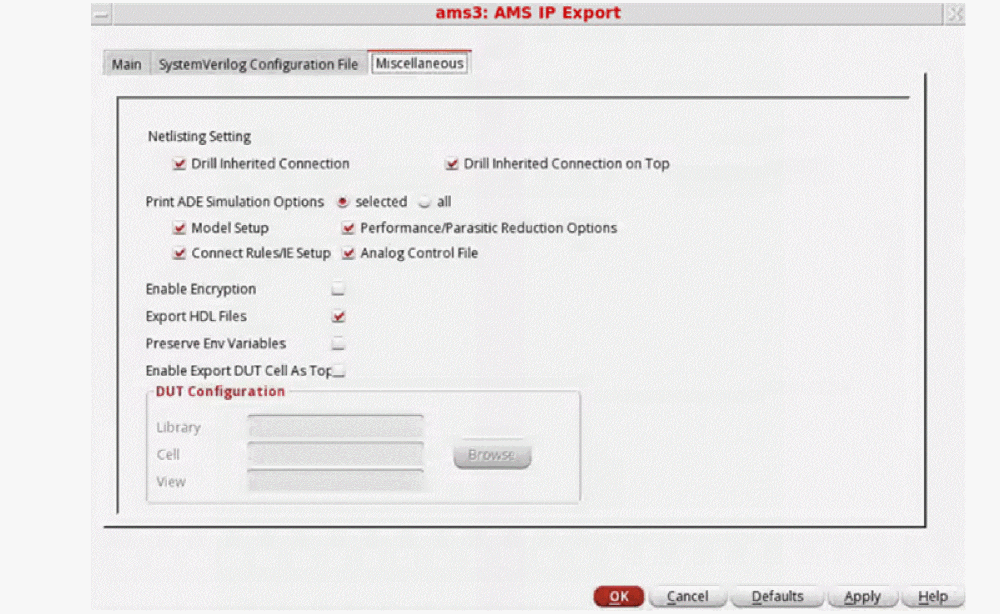 ams3: AMS IP Export
Main SystemVerilog Configuration File Miscellaneous
Netlisting Setting
Drill Inherited Connection Drill Inherited Connection on Top
Print ADE Simulation Options selected all
Model Setup Performance/Parasitic Reduction Options
Connect Rules/IE Setup Analog Control File
Enable Encryption
Export HDL Files
Preserve Env Variables
Enable Export DUT Cell As Top
DUT Configuration
Library
Cell
Browse
View
OK Cancel Defaults Apply Help